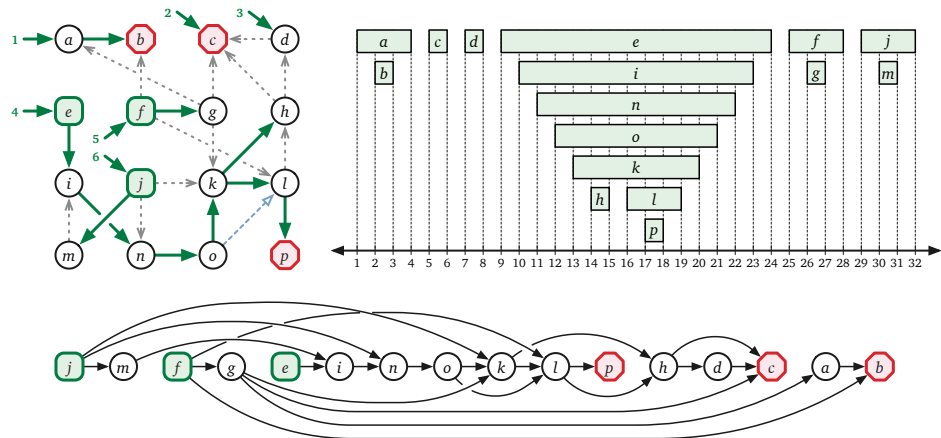 1 a b 2 c 3 d
4 e 5 f g h
i 6 j k l
m n o p
a c d e f j
b i g m
n
o
k
h l
p
1 2 3 4 5 6 7 8 9 10 11 12 13 14 15 16 17 18 19 20 21 22 23 24 25 26 27 28 29 30 31 32
j m f g e i n o k l p h d c a b